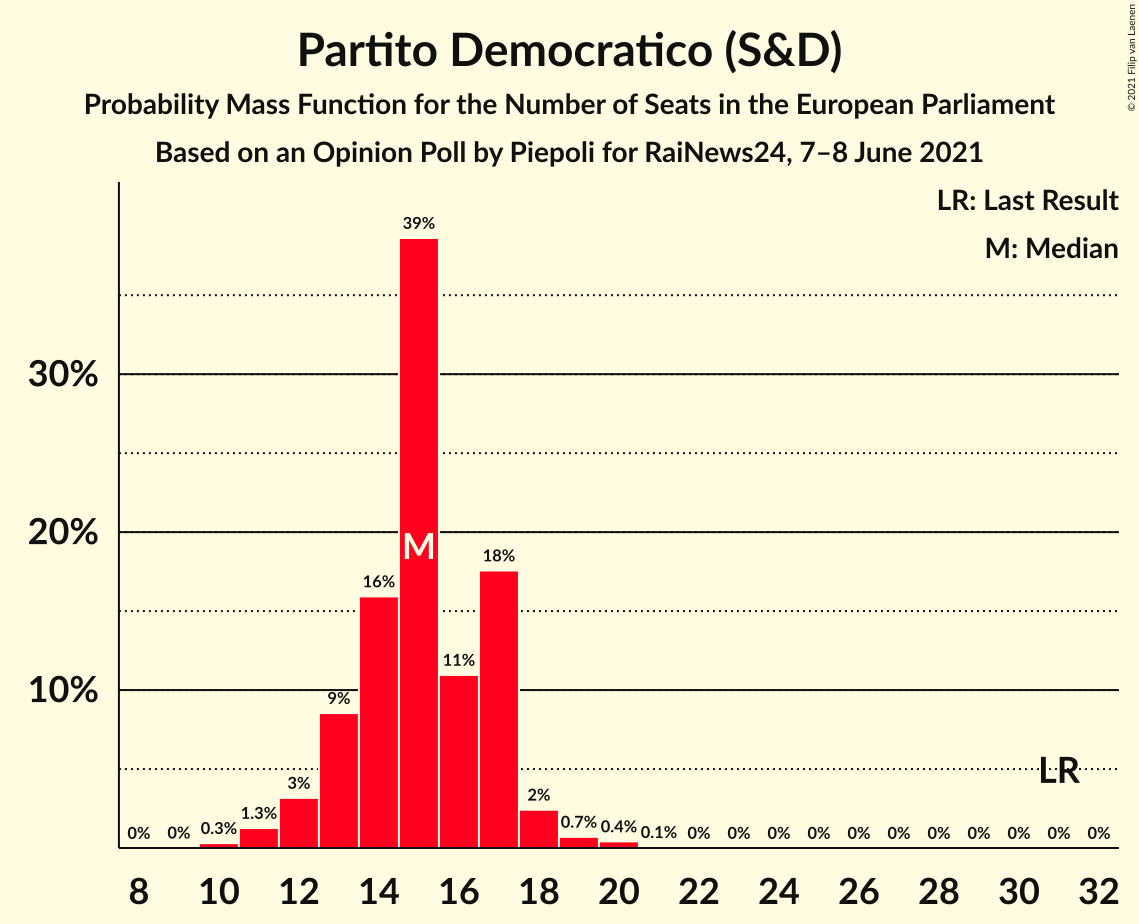 Partito Democratico (S&D)
Probability Mass Function for the Number of Seats in the European Parliament
Based on an Opinion Poll by Piepoli for RaiNews24, 7–8 June 2021
© 2021 Filip van Laenen
LR: Last Result
M: Median
39%
30%
20%
M
18%
16%
11%
10%
9%
LR
3%
2%
1.3%
0% 0% 0.3% 0.7% 0.4% 0.1% 0% 0% 0% 0% 0% 0% 0% 0% 0% 0% 0%
8 10 12 14 16 18 20 22 24 26 28 30 32